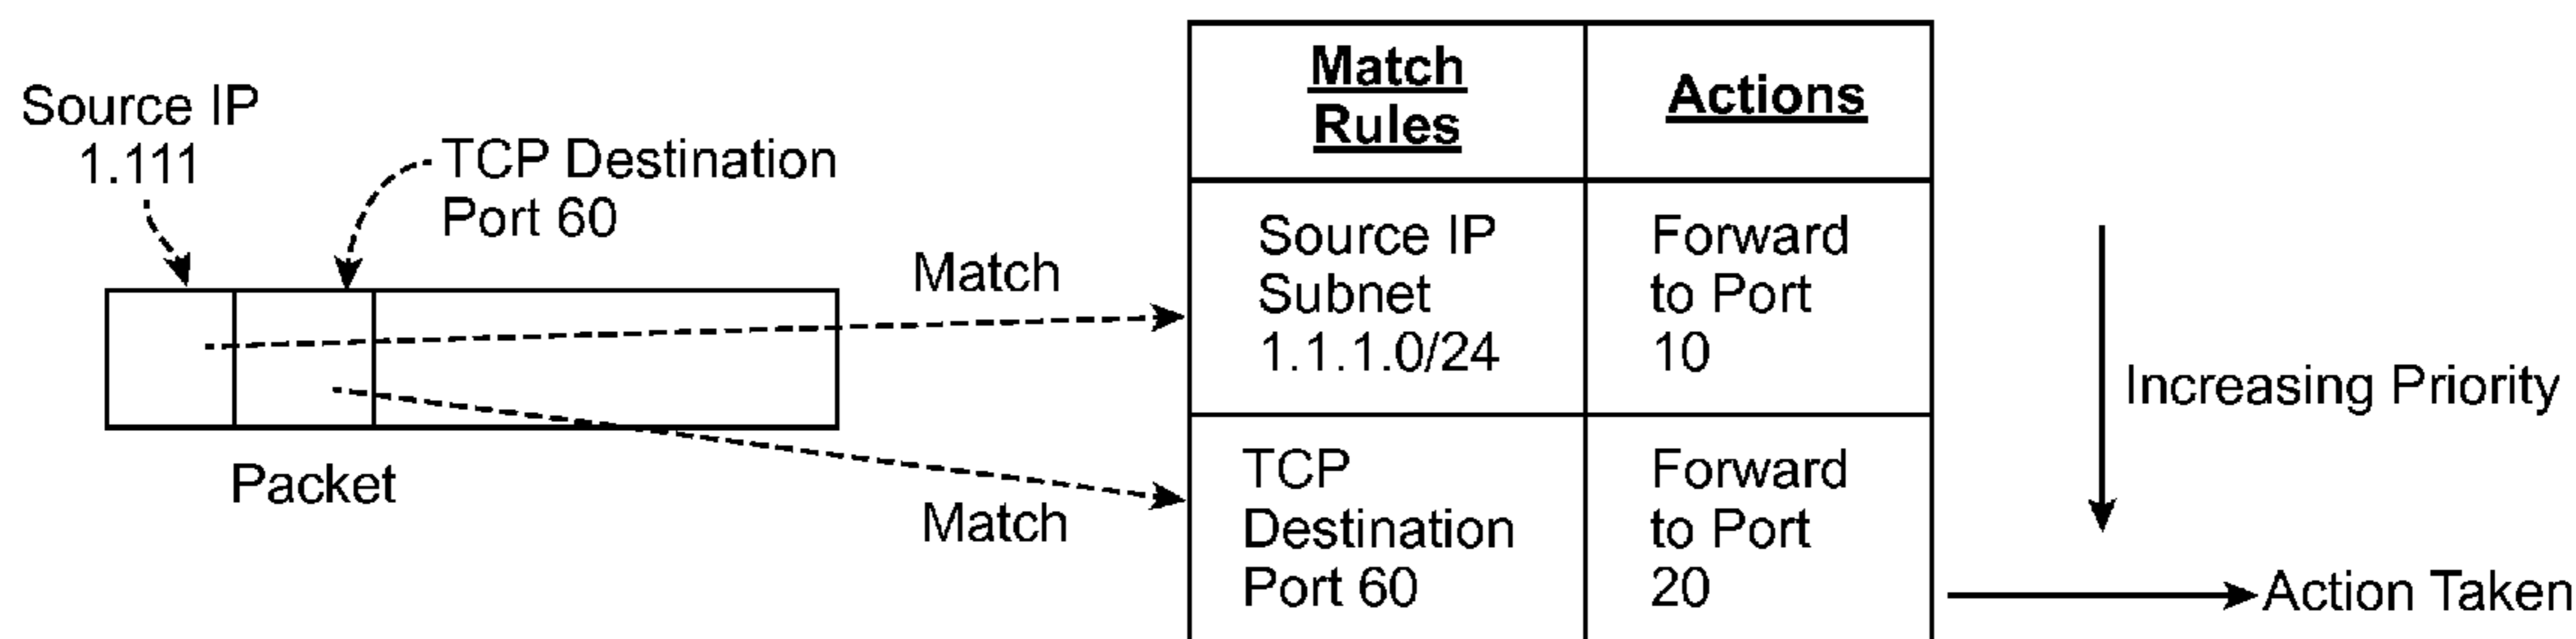 Source IP
1.111
TCP Destination
Port 60
Packet
Match
Match
Match
Rules
Actions
Source IP
Subnet
1.1.1.0/24
Forward
to Port
10
TCP
Destination
Port 60
Forward
to Port
20
Increasing Priority
Action Taken